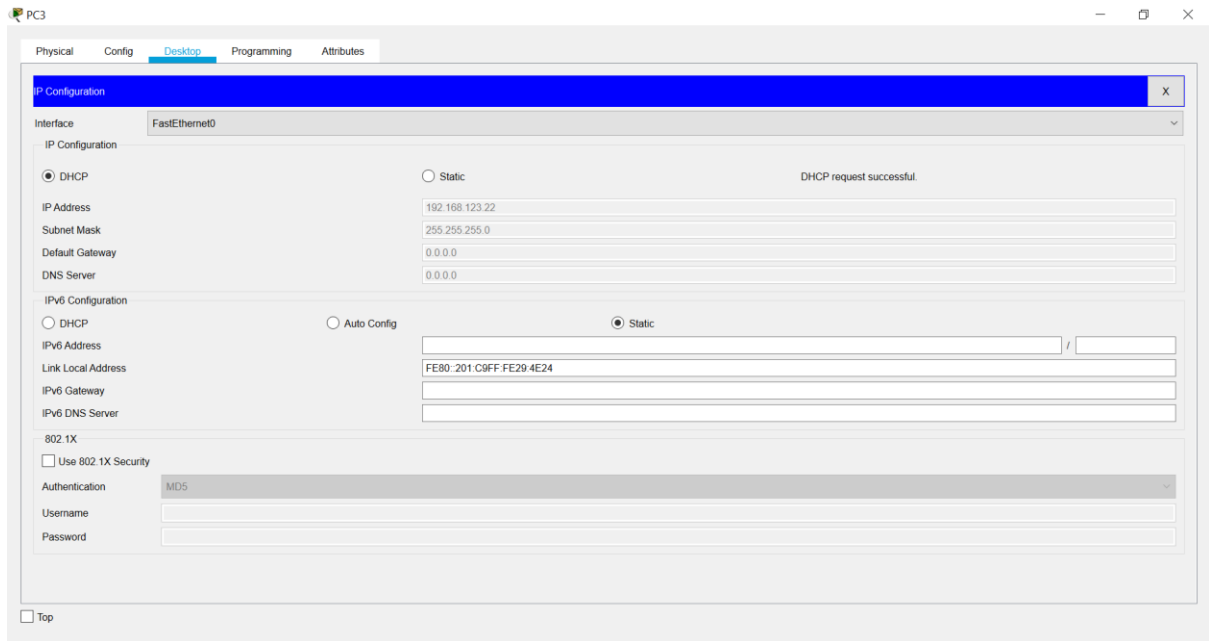 PC3
Physical Config Desktop Programming Attributes
IP Configuration X
Interface FastEthernet0
IP Configuration
DHCP Static DHCP request successful.
IP Address 192.168.123.22
Subnet Mask 255.255.255.0
Default Gateway 0.0.0.0
DNS Server 0.0.0.0
IPv6 Configuration
DHCP Auto Config Static
IPv6 Address /
Link Local Address FE80::201:C9FF:FE29:4E24
IPv6 Gateway
IPv6 DNS Server
802.1X
Use 802.1X Security
Authentication MD5
Username
Password
Top